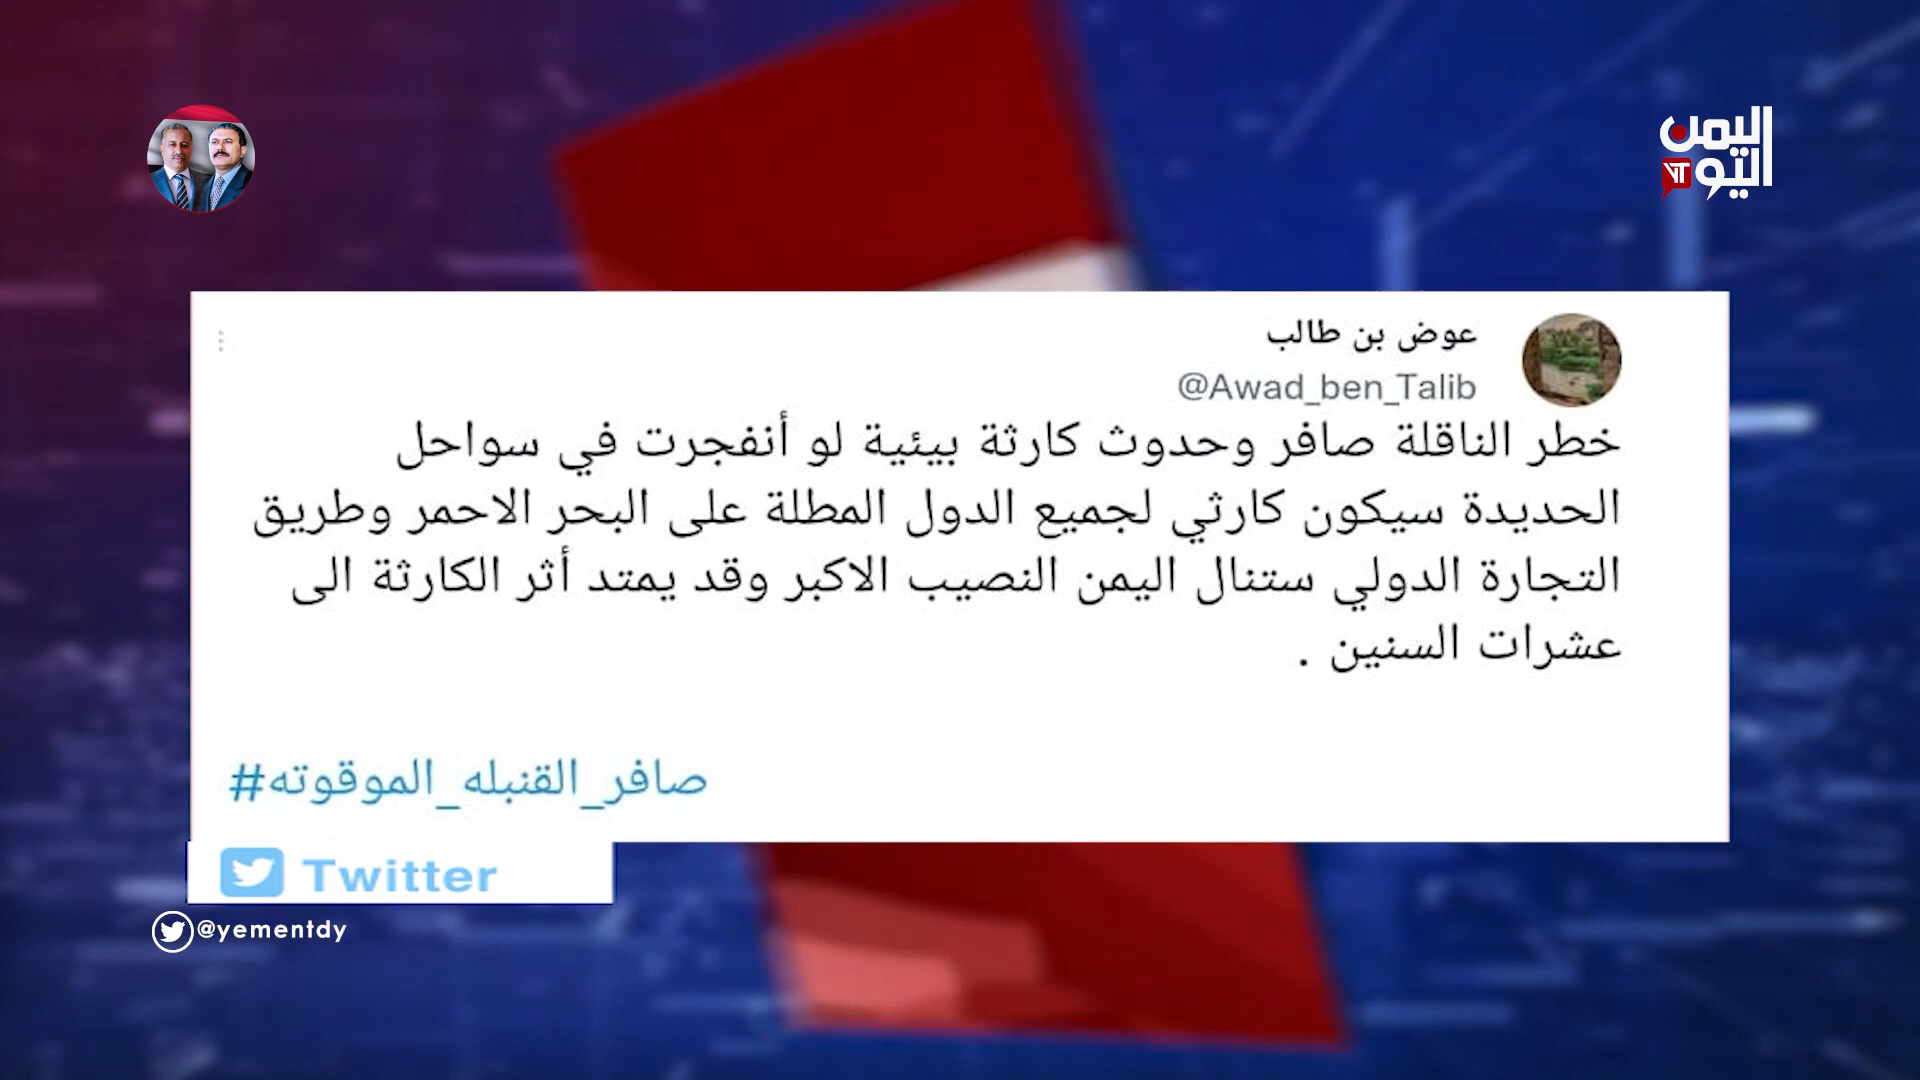 اليمن
اليوم
YT
عوض بن طالب
@Awad_ben_Talib
خطر الناقلة صافر وحدوث كارثة بيئية لو أنفجرت في سواحل
الحديدة سيكون كارثي لجميع الدول المطلة على البحر الاحمر وطريق
التجارة الدولي ستنال اليمن النصيب الاكبر وقد يمتد أثر الكارثة الى
عشرات السنين .
#صافر_القنبله_الموقوته
Twitter
@yementdy